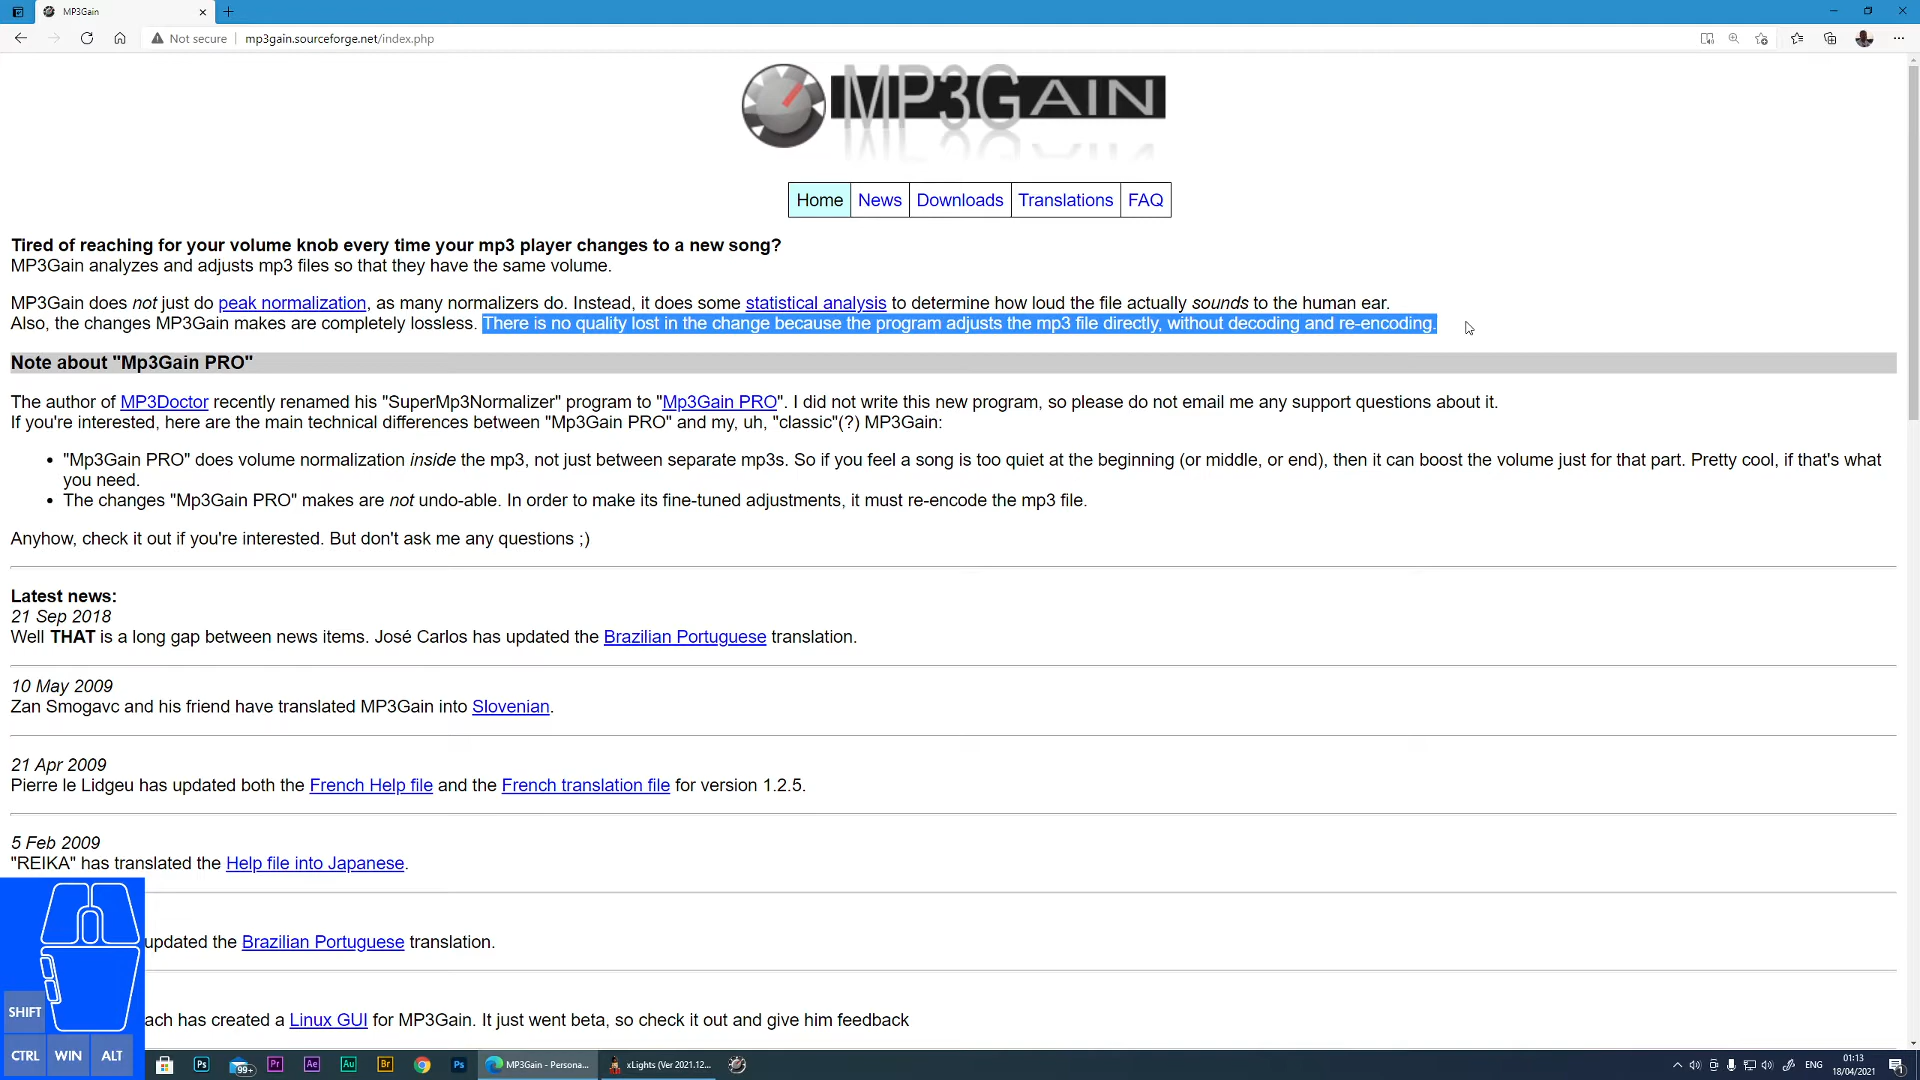 MP3Gain
Not secure
mp3gain.sourceforge.net/index.php
MP3GAIN
Home News Downloads Translations FAQ
Tired of reaching for your volume knob every time your mp3 player changes to a new song?
MP3Gain analyzes and adjusts mp3 files so that they have the same volume.
MP3Gain does not just do peak normalization, as many normalizers do. Instead, it does some statistical analysis to determine how loud the file actually sounds to the human ear.
Also, the changes MP3Gain makes are completely lossless. There is no quality lost in the change because the program adjusts the mp3 file directly, without decoding and re-encoding.
Note about "Mp3Gain PRO"
The author of MP3Doctor recently renamed his "SuperMp3Normalizer" program to "Mp3Gain PRO". I did not write this new program, so please do not email me any support questions about it.
If you're interested, here are the main technical differences between "Mp3Gain PRO" and my, uh, "classic"(?) MP3Gain:
• "Mp3Gain PRO" does volume normalization inside the mp3, not just between separate mp3s. So if you feel a song is too quiet at the beginning (or middle, or end), then it can boost the volume just for that part. Pretty cool, if that's what
you need.
• The changes "Mp3Gain PRO" makes are not undo-able. In order to make its fine-tuned adjustments, it must re-encode the mp3 file.
Anyhow, check it out if you're interested. But don't ask me any questions ;)
Latest news:
21 Sep 2018
Well THAT is a long gap between news items. José Carlos has updated the Brazilian Portuguese translation.
10 May 2009
Zan Smogavc and his friend have translated MP3Gain into Slovenian.
21 Apr 2009
Pierre le Lidgeu has updated both the French Help file and the French translation file for version 1.2.5.
5 Feb 2009
"REIKA" has translated the Help file into Japanese.
updated the Brazilian Portuguese translation.
ach has created a Linux GUI for MP3Gain. It just went beta, so check it out and give him feedback
SHIFT
CTRL WIN ALT
Ps 99+ Pr Ae Au Br Ps MP3Gain - Persona... xLights (Ver 2021.12... ENG
01:13
18/04/2021
1